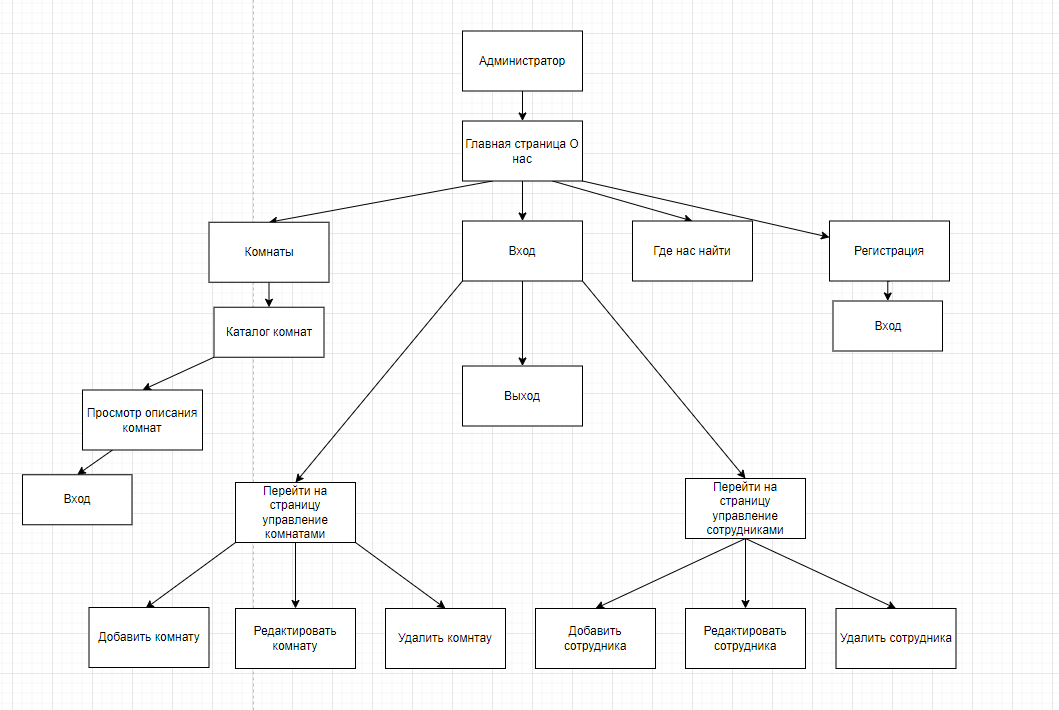 Администратор
Главная страница О
нас
Комнаты
Вход
Где нас найти
Регистрация
Каталог комнат
Вход
Выход
Просмотр описания
комнат
Вход
Перейти на
страницу
управление
комнатами
Перейти на
страницу
управление
сотрудниками
Добавить комнату
Редактировать
комнату
Удалить комнтау
Добавить
сотрудника
Редактировать
сотрудника
Удалить сотрудника